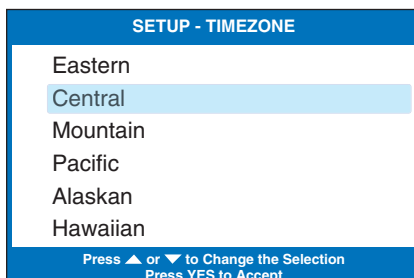 SETUP - TIMEZONE
Eastern
Central
Mountain
Pacific
Alaskan
Hawaiian
Press ▲ or ▼ to Change the Selection
Press YES to Accept